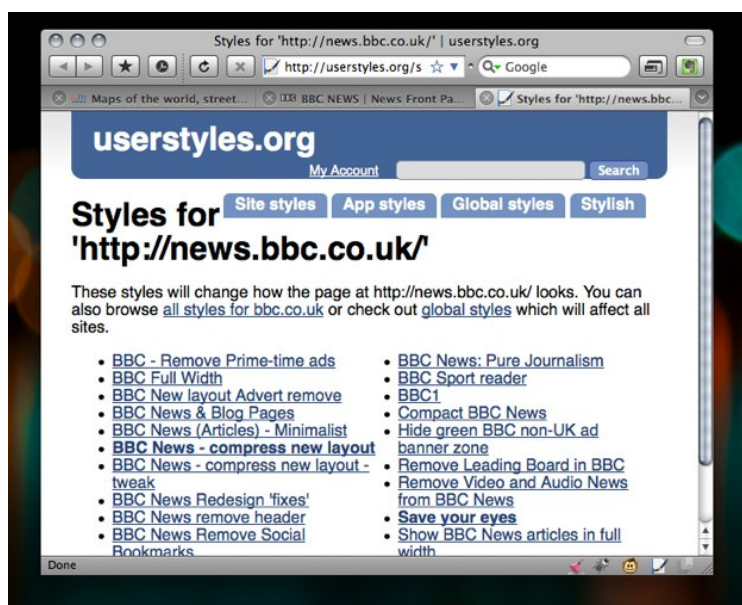 Styles for 'http://news.bbc.co.uk/' | userstyles.org
http://userstyles.org/s
Google
Maps of the world, street...
BBC NEWS | News Front Pa...
Styles for 'http://news.bbc...
userstyles.org
My Account
Search
Site styles
App styles
Global styles
Stylish
Styles for
'http://news.bbc.co.uk/'
These styles will change how the page at http://news.bbc.co.uk/ looks. You can
also browse all styles for bbc.co.uk or check out global styles which will affect all
sites.
BBC - Remove Prime-time ads
BBC Full Width
BBC New layout Advert remove
BBC News & Blog Pages
BBC News (Articles) - Minimalist
BBC News - compress new layout
BBC News - compress new layout -
tweak
BBC News Redesign 'fixes'
BBC News remove header
BBC News Remove Social
Bookmarks
BBC News: Pure Journalism
BBC Sport reader
BBC1
Compact BBC News
Hide green BBC non-UK ad
banner zone
Remove Leading Board in BBC
Remove Video and Audio News
from BBC News
Save your eyes
Show BBC News articles in full
width
Done